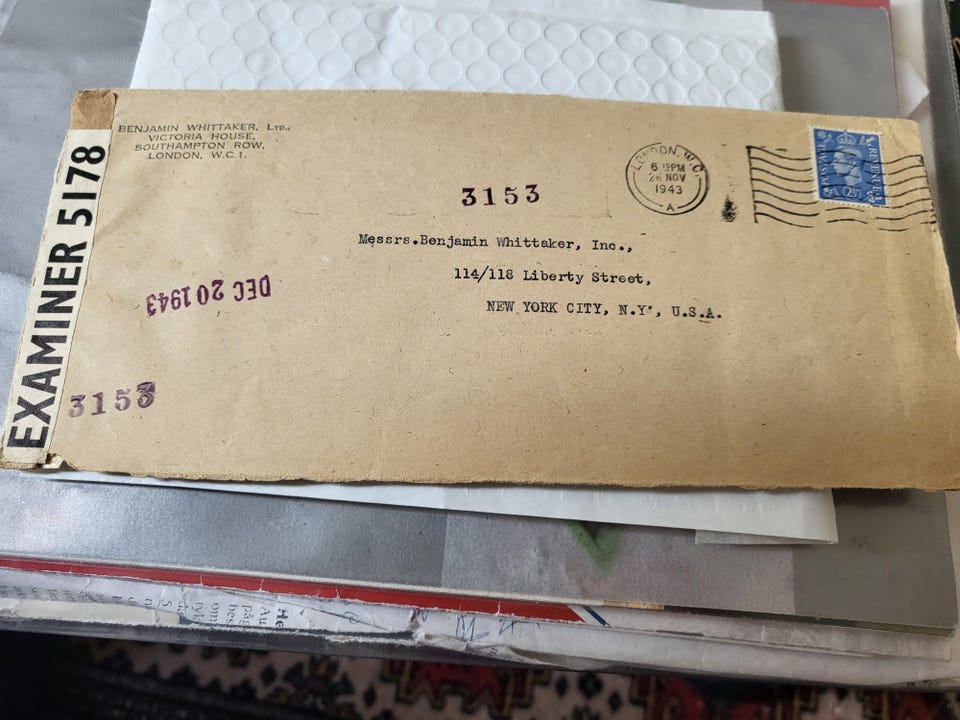 BENJAMIN WHITTAKER, LTD.,
VICTORIA HOUSE,
SOUTHAMPTON ROW,
LONDON, W.C.1.
EXAMINER 5178
3153
LONDON, W.C.
6 PM
26 NOV
1943
A
POSTAGE
REVENUE
Messrs.Benjamin Whittaker, Inc.,
114/118 Liberty Street,
NEW YORK CITY, N.Y., U.S.A.
DEC 20 1943
3153